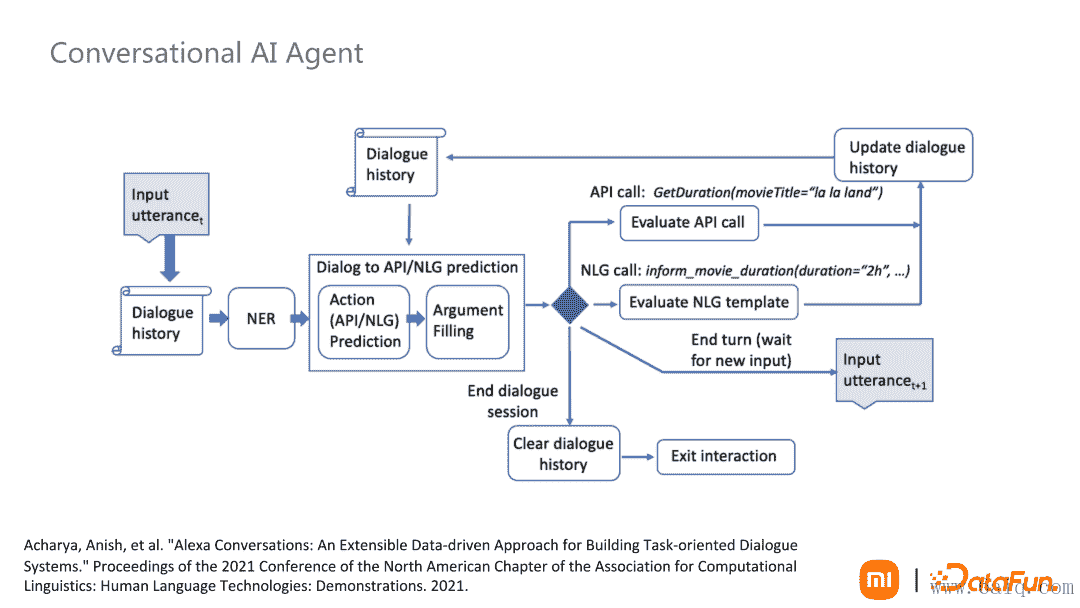 Conversational AI Agent
Input
utterancet
Dialogue
history
NER
Dialogue
history
Dialog to API/NLG prediction
Action
(API/NLG)
Prediction
Argument
Filling
Update dialogue
history
API call: GetDuration(movieTitle="la la land")
Evaluate API call
NLG call: inform_movie_duration(duration="2h", ...)
Evaluate NLG template
End turn (wait
for new input)
Input
utterancet+1
End dialogue
session
Clear dialogue
history
Exit interaction
Acharya, Anish, et al. "Alexa Conversations: An Extensible Data-driven Approach for Building Task-oriented Dialogue
Systems." Proceedings of the 2021 Conference of the North American Chapter of the Association for Computational
Linguistics: Human Language Technologies: Demonstrations. 2021.
mi
DataFun.